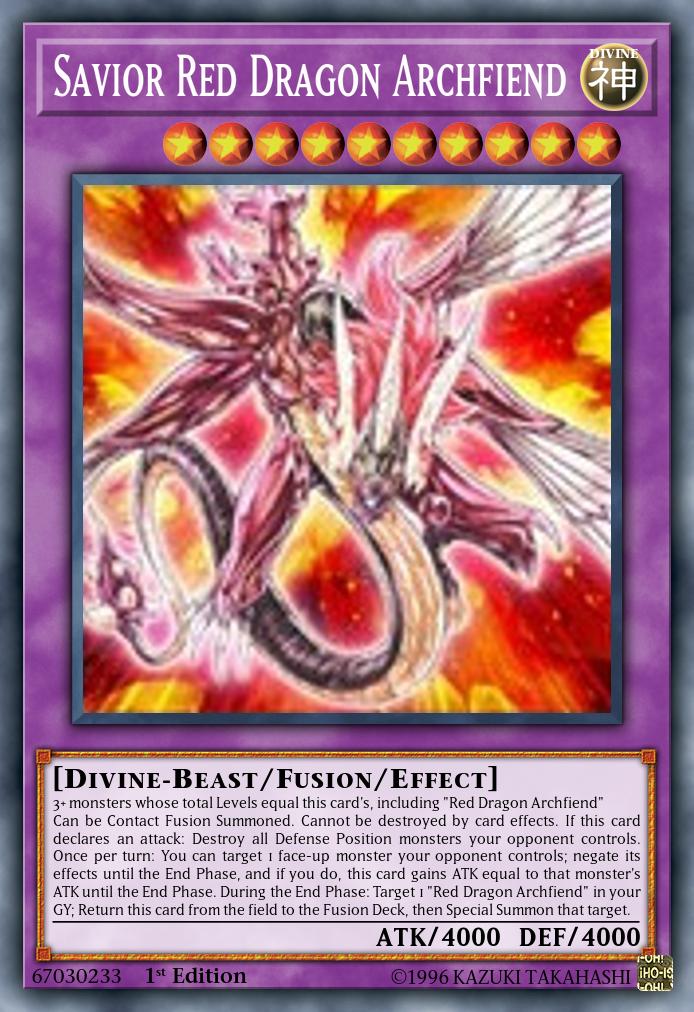 Savior Red Dragon Archfiend
DIVINE
神
[Divine-Beast/Fusion/Effect]
3+ monsters whose total Levels equal this card's, including "Red Dragon Archfiend"
Can be Contact Fusion Summoned. Cannot be destroyed by card effects. If this card
declares an attack: Destroy all Defense Position monsters your opponent controls.
Once per turn: You can target 1 face-up monster your opponent controls; negate its
effects until the End Phase, and if you do, this card gains ATK equal to that monster's
ATK until the End Phase. During the End Phase: Target 1 "Red Dragon Archfiend" in your
GY; Return this card from the field to the Fusion Deck, then Special Summon that target.
ATK/4000 DEF/4000
67030233 1st Edition ©1996 KAZUKI TAKAHASHI